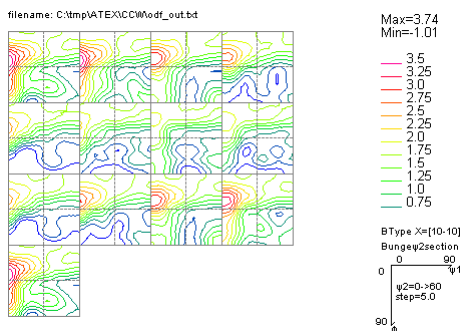 filename: C:\tmp\ATEX\CCW\odf_out.txt
Max=3.74
Min=-1.01
3.5
3.25
3.0
2.75
2.5
2.25
2.0
1.75
1.5
1.25
1.0
0.75
BType X=[10-10]
Bungeψ2section
0 90
ψ1
0
ψ2=0->60
step=5.0
90
Φ